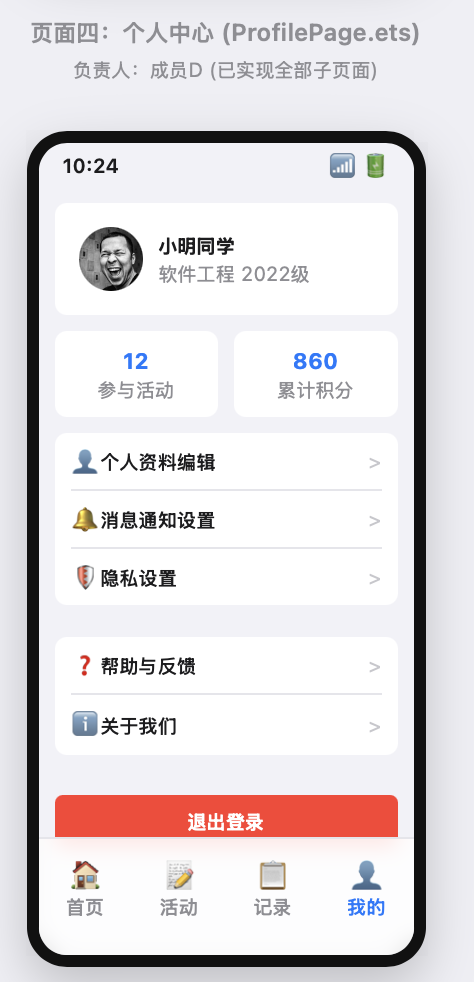 页面四：个人中心 (ProfilePage.ets)
负责人：成员D (已实现全部子页面)
10:24
小明同学
软件工程 2022级
12
参与活动
860
累计积分
个人资料编辑 >
消息通知设置 >
隐私设置 >
帮助与反馈 >
关于我们 >
退出登录
首页 活动 记录 我的